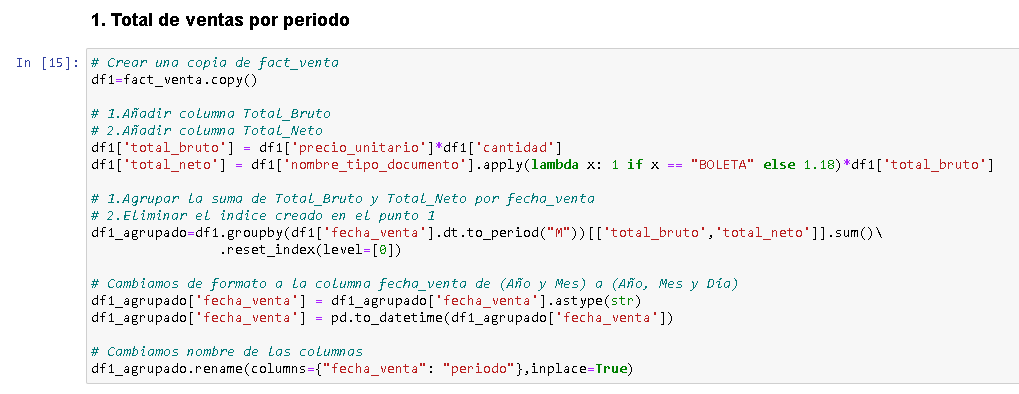 1. Total de ventas por periodo
In [15]: # Crear una copia de fact_venta
df1=fact_venta.copy()
# 1.Añadir columna Total_Bruto
# 2.Añadir columna Total_Neto
df1['total_bruto'] = df1['precio_unitario']*df1['cantidad']
df1['total_neto'] = df1['nombre_tipo_documento'].apply(lambda x: 1 if x == "BOLETA" else 1.18)*df1['total_bruto']
# 1.Agrupar la suma de Total_Bruto y Total_Neto por fecha_venta
# 2.Eliminar el indice creado en el punto 1
df1_agrupado=df1.groupby(df1['fecha_venta'].dt.to_period("M"))[['total_bruto','total_neto']].sum()\
.reset_index(level=[0])
# Cambiamos de formato a la columna fecha_venta de (Año y Mes) a (Año, Mes y Día)
df1_agrupado['fecha_venta'] = df1_agrupado['fecha_venta'].astype(str)
df1_agrupado['fecha_venta'] = pd.to_datetime(df1_agrupado['fecha_venta'])
# Cambiamos nombre de las columnas
df1_agrupado.rename(columns={"fecha_venta": "periodo"},inplace=True)